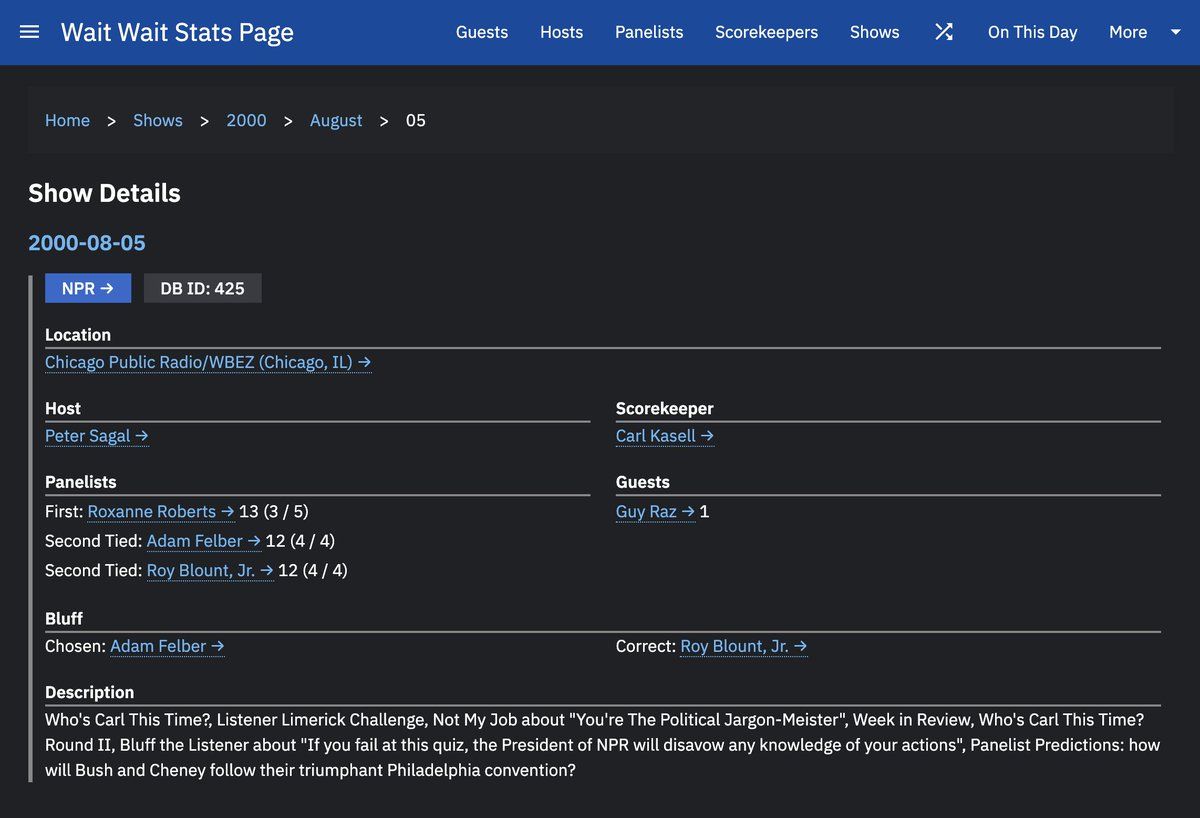 Wait Wait Stats Page Guests Hosts Panelists Scorekeepers Shows On This Day More
Home > Shows > 2000 > August > 05
Show Details
2000-08-05
NPR → DB ID: 425
Location
Chicago Public Radio/WBEZ (Chicago, IL) →
Host
Peter Sagal →
Scorekeeper
Carl Kasell →
Panelists
First: Roxanne Roberts → 13 (3 / 5)
Second Tied: Adam Felber → 12 (4 / 4)
Second Tied: Roy Blount, Jr. → 12 (4 / 4)
Guests
Guy Raz → 1
Bluff
Chosen: Adam Felber →
Correct: Roy Blount, Jr. →
Description
Who's Carl This Time?, Listener Limerick Challenge, Not My Job about "You're The Political Jargon-Meister", Week in Review, Who's Carl This Time?
Round II, Bluff the Listener about "If you fail at this quiz, the President of NPR will disavow any knowledge of your actions", Panelist Predictions: how
will Bush and Cheney follow their triumphant Philadelphia convention?